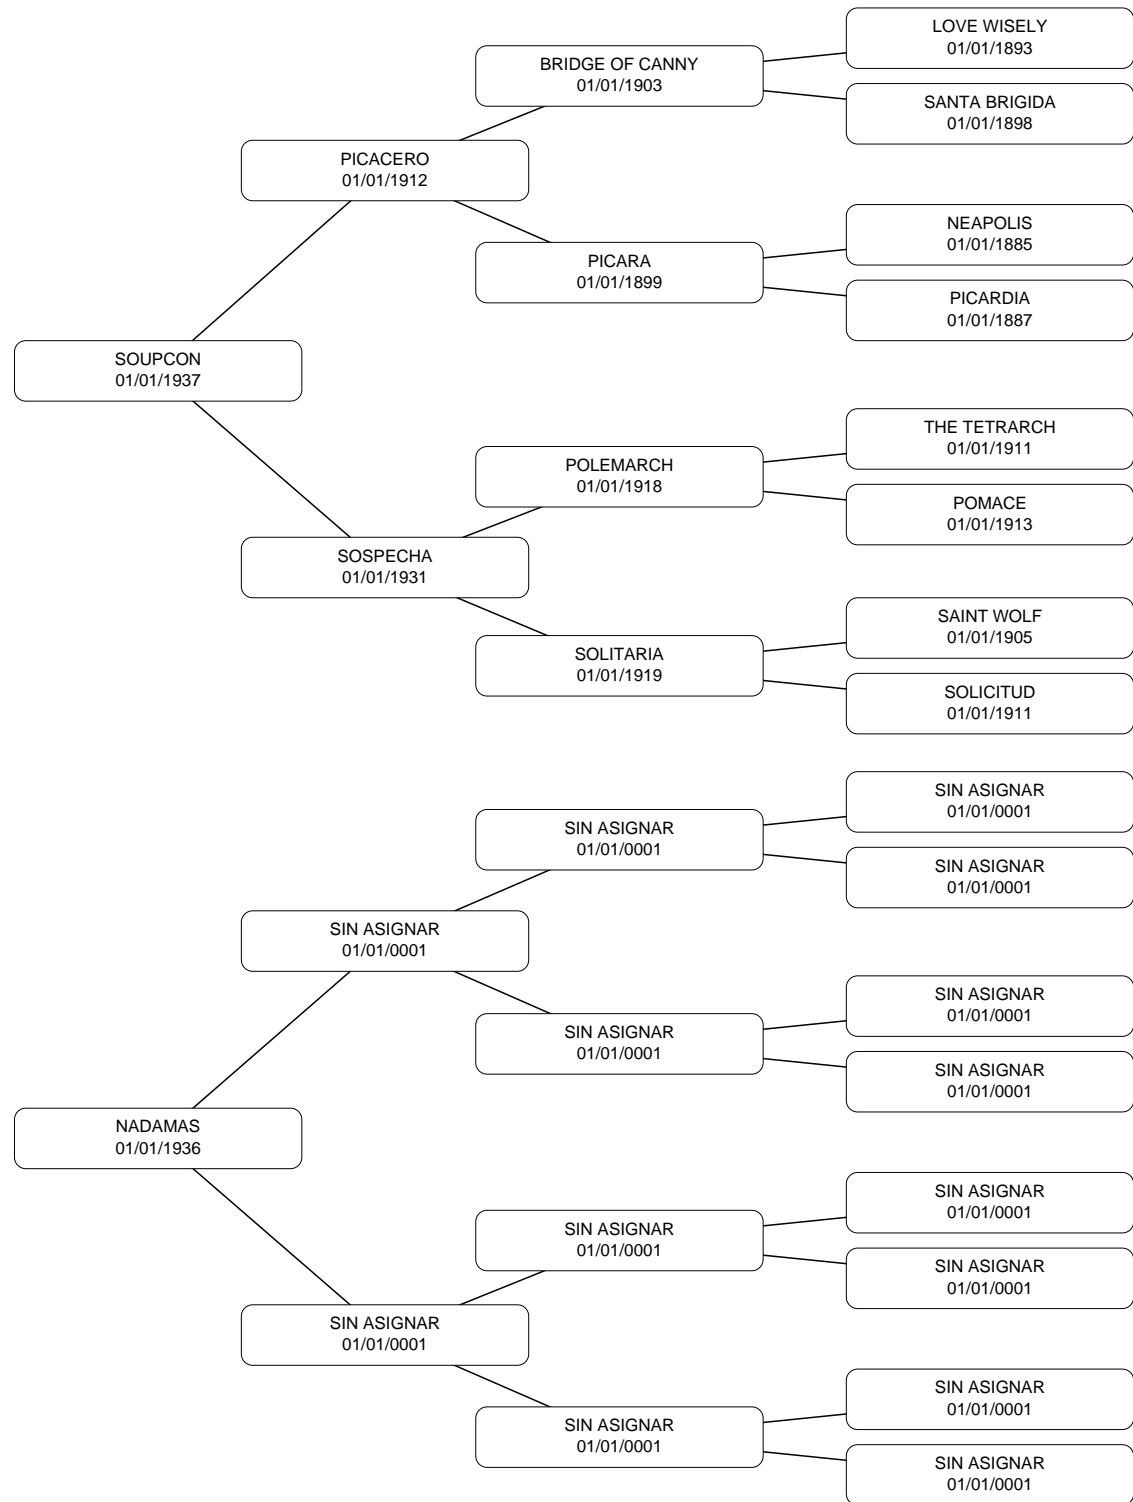 LOVE WISELY
01/01/1893
BRIDGE OF CANNY
01/01/1903
SANTA BRIGIDA
01/01/1898
PICACERO
01/01/1912
NEAPOLIS
01/01/1885
PICARA
01/01/1899
PICARDIA
01/01/1887
SOUPCON
01/01/1937
THE TETRARCH
01/01/1911
POLEMARCH
01/01/1918
POMACE
01/01/1913
SOSPECHA
01/01/1931
SAINT WOLF
01/01/1905
SOLITARIA
01/01/1919
SOLICITUD
01/01/1911
SIN ASIGNAR
01/01/0001
SIN ASIGNAR
01/01/0001
SIN ASIGNAR
01/01/0001
SIN ASIGNAR
01/01/0001
SIN ASIGNAR
01/01/0001
SIN ASIGNAR
01/01/0001
SIN ASIGNAR
01/01/0001
NADAMAS
01/01/1936
SIN ASIGNAR
01/01/0001
SIN ASIGNAR
01/01/0001
SIN ASIGNAR
01/01/0001
SIN ASIGNAR
01/01/0001
SIN ASIGNAR
01/01/0001
SIN ASIGNAR
01/01/0001
SIN ASIGNAR
01/01/0001